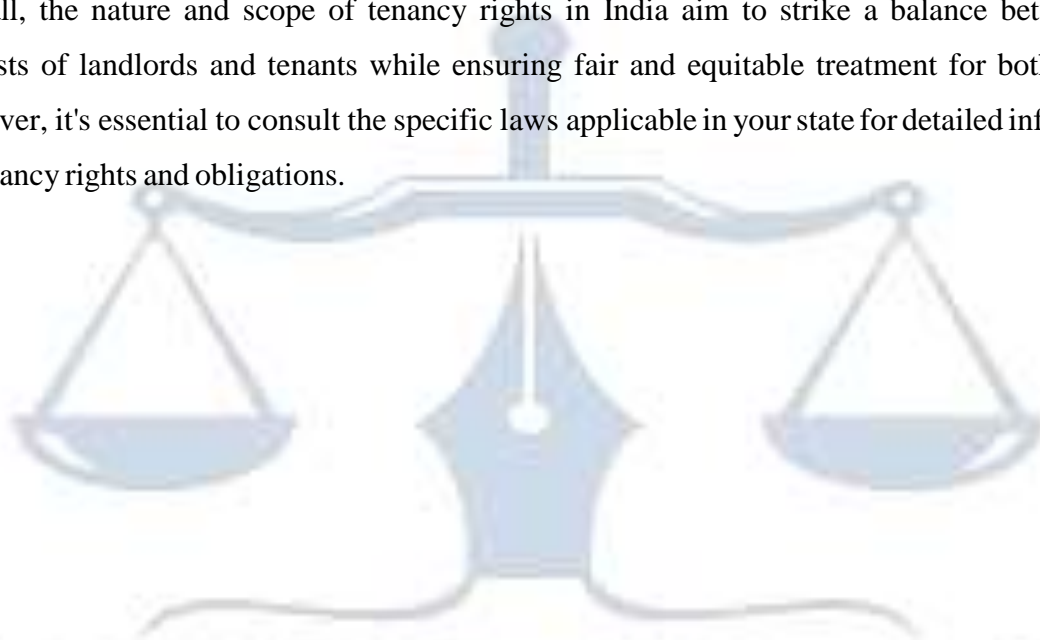 ll, the nature and scope of tenancy rights in India aim to strike a balance bet
sts of landlords and tenants while ensuring fair and equitable treatment for both
ver, it's essential to consult the specific laws applicable in your state for detailed inf
ancy rights and obligations.